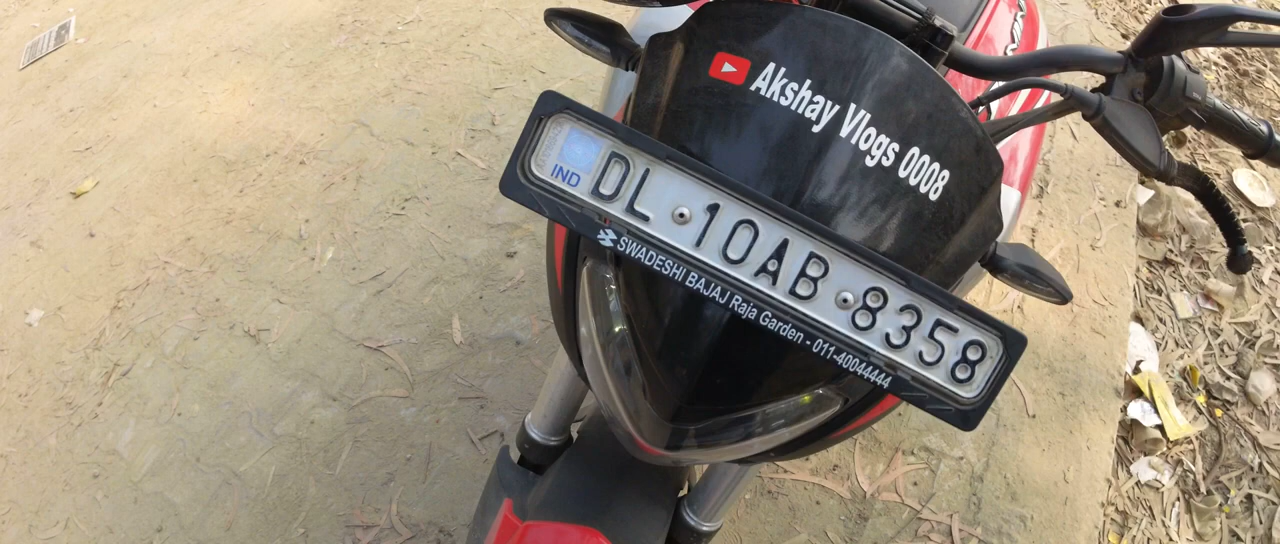 Akshay Vlogs 0008
IND
DL 10AB 8358
SWADESHI BAJAJ Raja Garden - 011-40044444